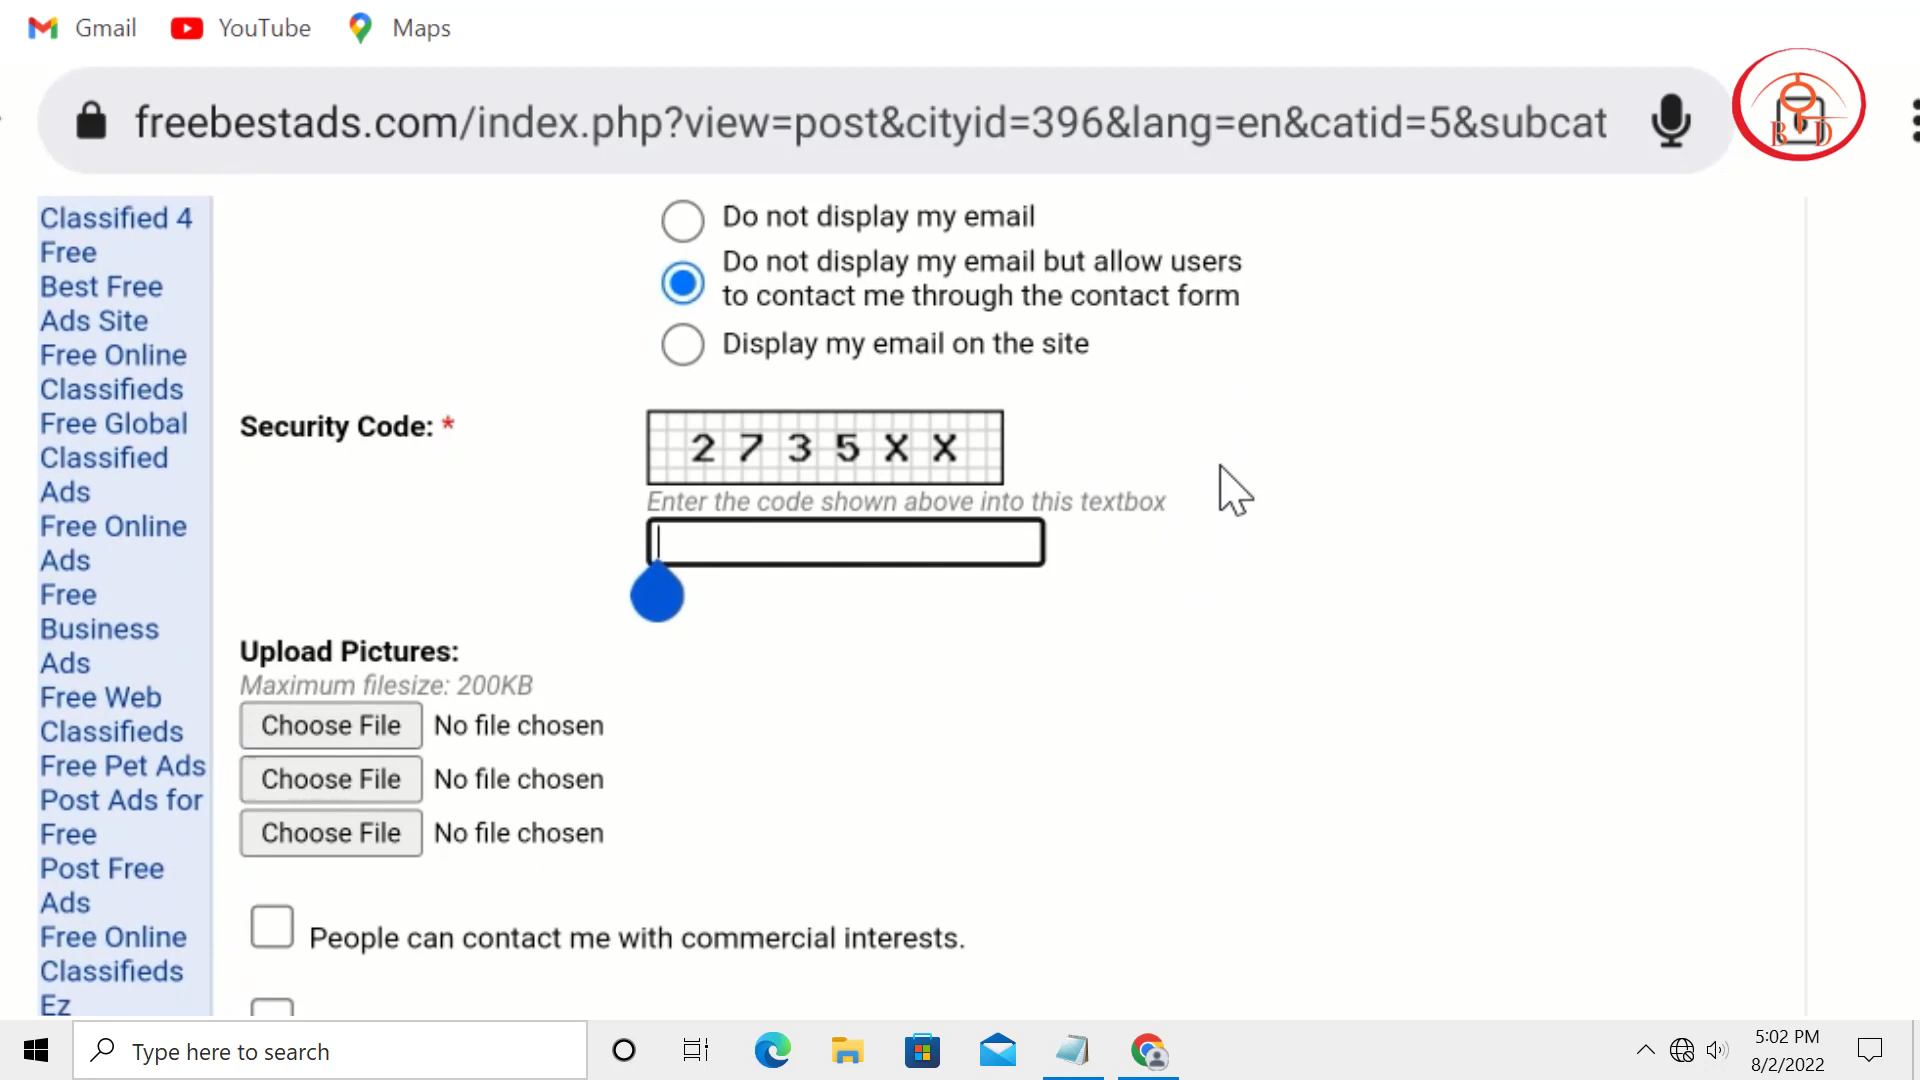 Gmail
YouTube
Maps
freebestads.com/index.php?view=post&cityid=396&lang=en&catid=5&subcat
B D
Classified 4
Free
Best Free
Ads Site
Free Online
Classifieds
Free Global
Classified
Ads
Free Online
Ads
Free
Business
Ads
Free Web
Classifieds
Free Pet Ads
Post Ads for
Free
Post Free
Ads
Free Online
Classifieds
Ez
Do not display my email
Do not display my email but allow users
to contact me through the contact form
Display my email on the site
Security Code: *
2 7 3 5 X X
Enter the code shown above into this textbox
Upload Pictures:
Maximum filesize: 200KB
Choose File No file chosen
Choose File No file chosen
Choose File No file chosen
People can contact me with commercial interests.
Type here to search
5:02 PM
8/2/2022